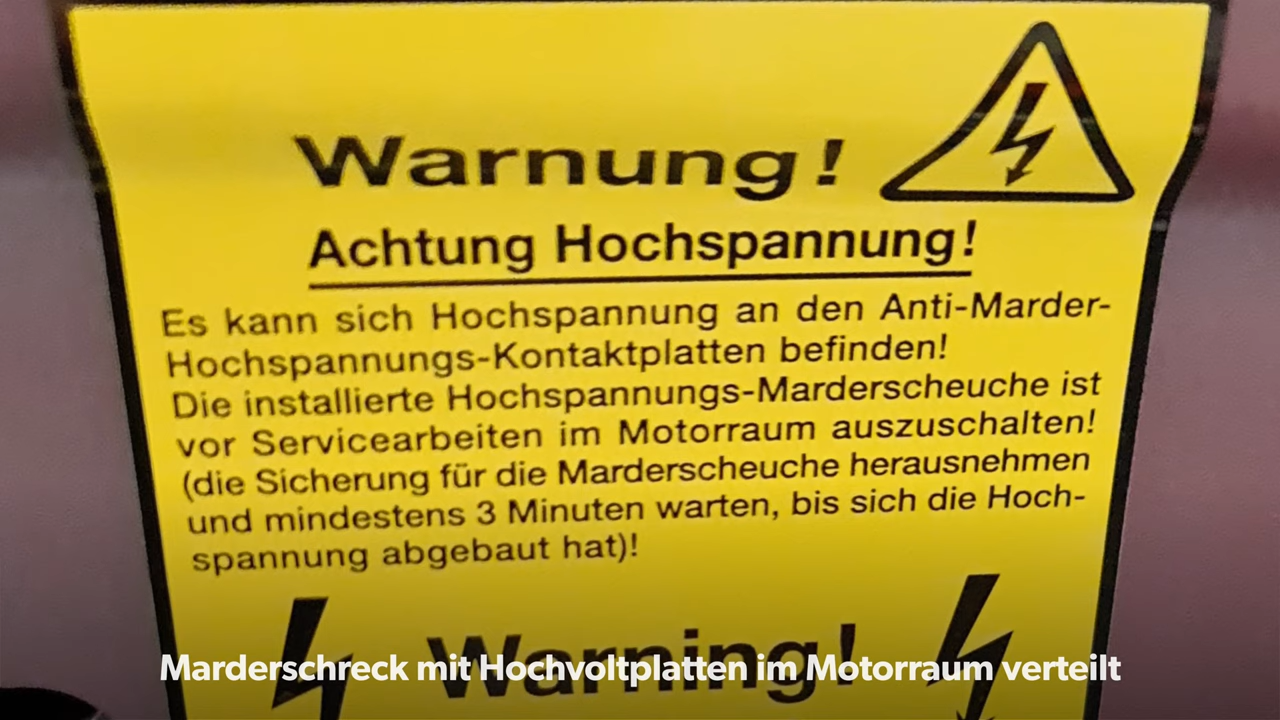 Warnung!
Achtung Hochspannung!
Es kann sich Hochspannung an den Anti-Marder-
Hochspannungs-Kontaktplatten befinden!
Die installierte Hochspannungs-Marderscheuche ist
vor Servicearbeiten im Motorraum auszuschalten!
(die Sicherung für die Marderscheuche herausnehmen
und mindestens 3 Minuten warten, bis sich die Hoch-
spannung abgebaut hat)!
Warning!
Marderschreck mit Hochvoltplatten im Motorraum verteilt